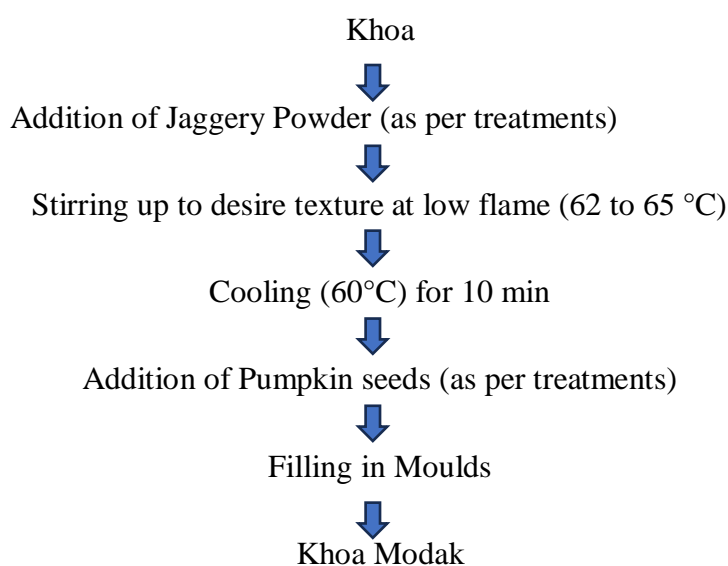 Khoa
Addition of Jaggery Powder (as per treatments)
Stirring up to desire texture at low flame (62 to 65 °C)
Cooling (60°C) for 10 min
Addition of Pumpkin seeds (as per treatments)
Filling in Moulds
Khoa Modak